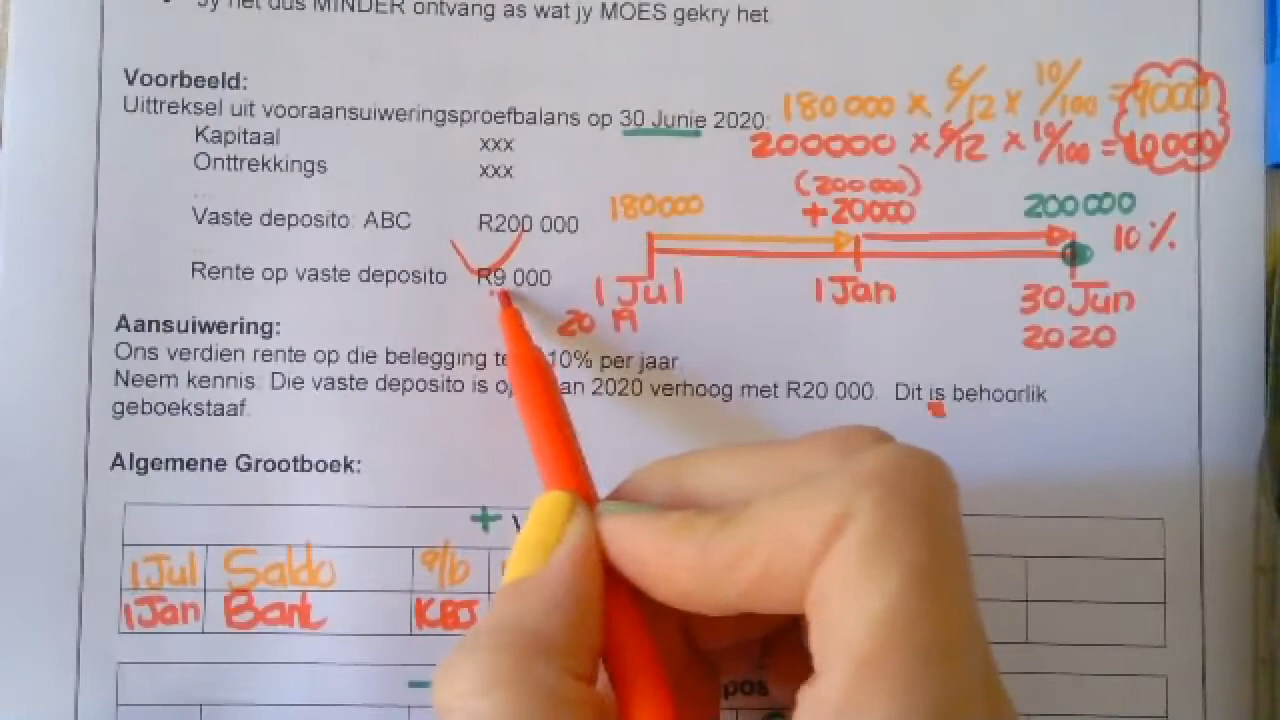 Jy het dus MINDER ontvang as wat jy MOES gekry het
Voorbeeld:
Uittreksel uit vooraansuiweringsproefbalans op 30 Junie 2020:
180 000 x 6/12 x 10/100 = 9000
200000 x 6/12 x 10/100 = 10000
Kapitaal xxx
Onttrekkings xxx
...
Vaste deposito: ABC R200 000
...
Rente op vaste deposito R9 000
180000
(200 000)
+20000
200000
10%
1 Jul
1 Jan
30 Jun
2020
Aansuiwering:
Ons verdien rente op die belegging 10% per jaar.
Neem kennis: Die vaste deposito is 2020 verhoog met R20 000. Dit is behoorlik
geboekstaaf.
Algemene Grootboek:
+
1 Jul Saldo a/b
1 Jan Bank KBJ
-
pos